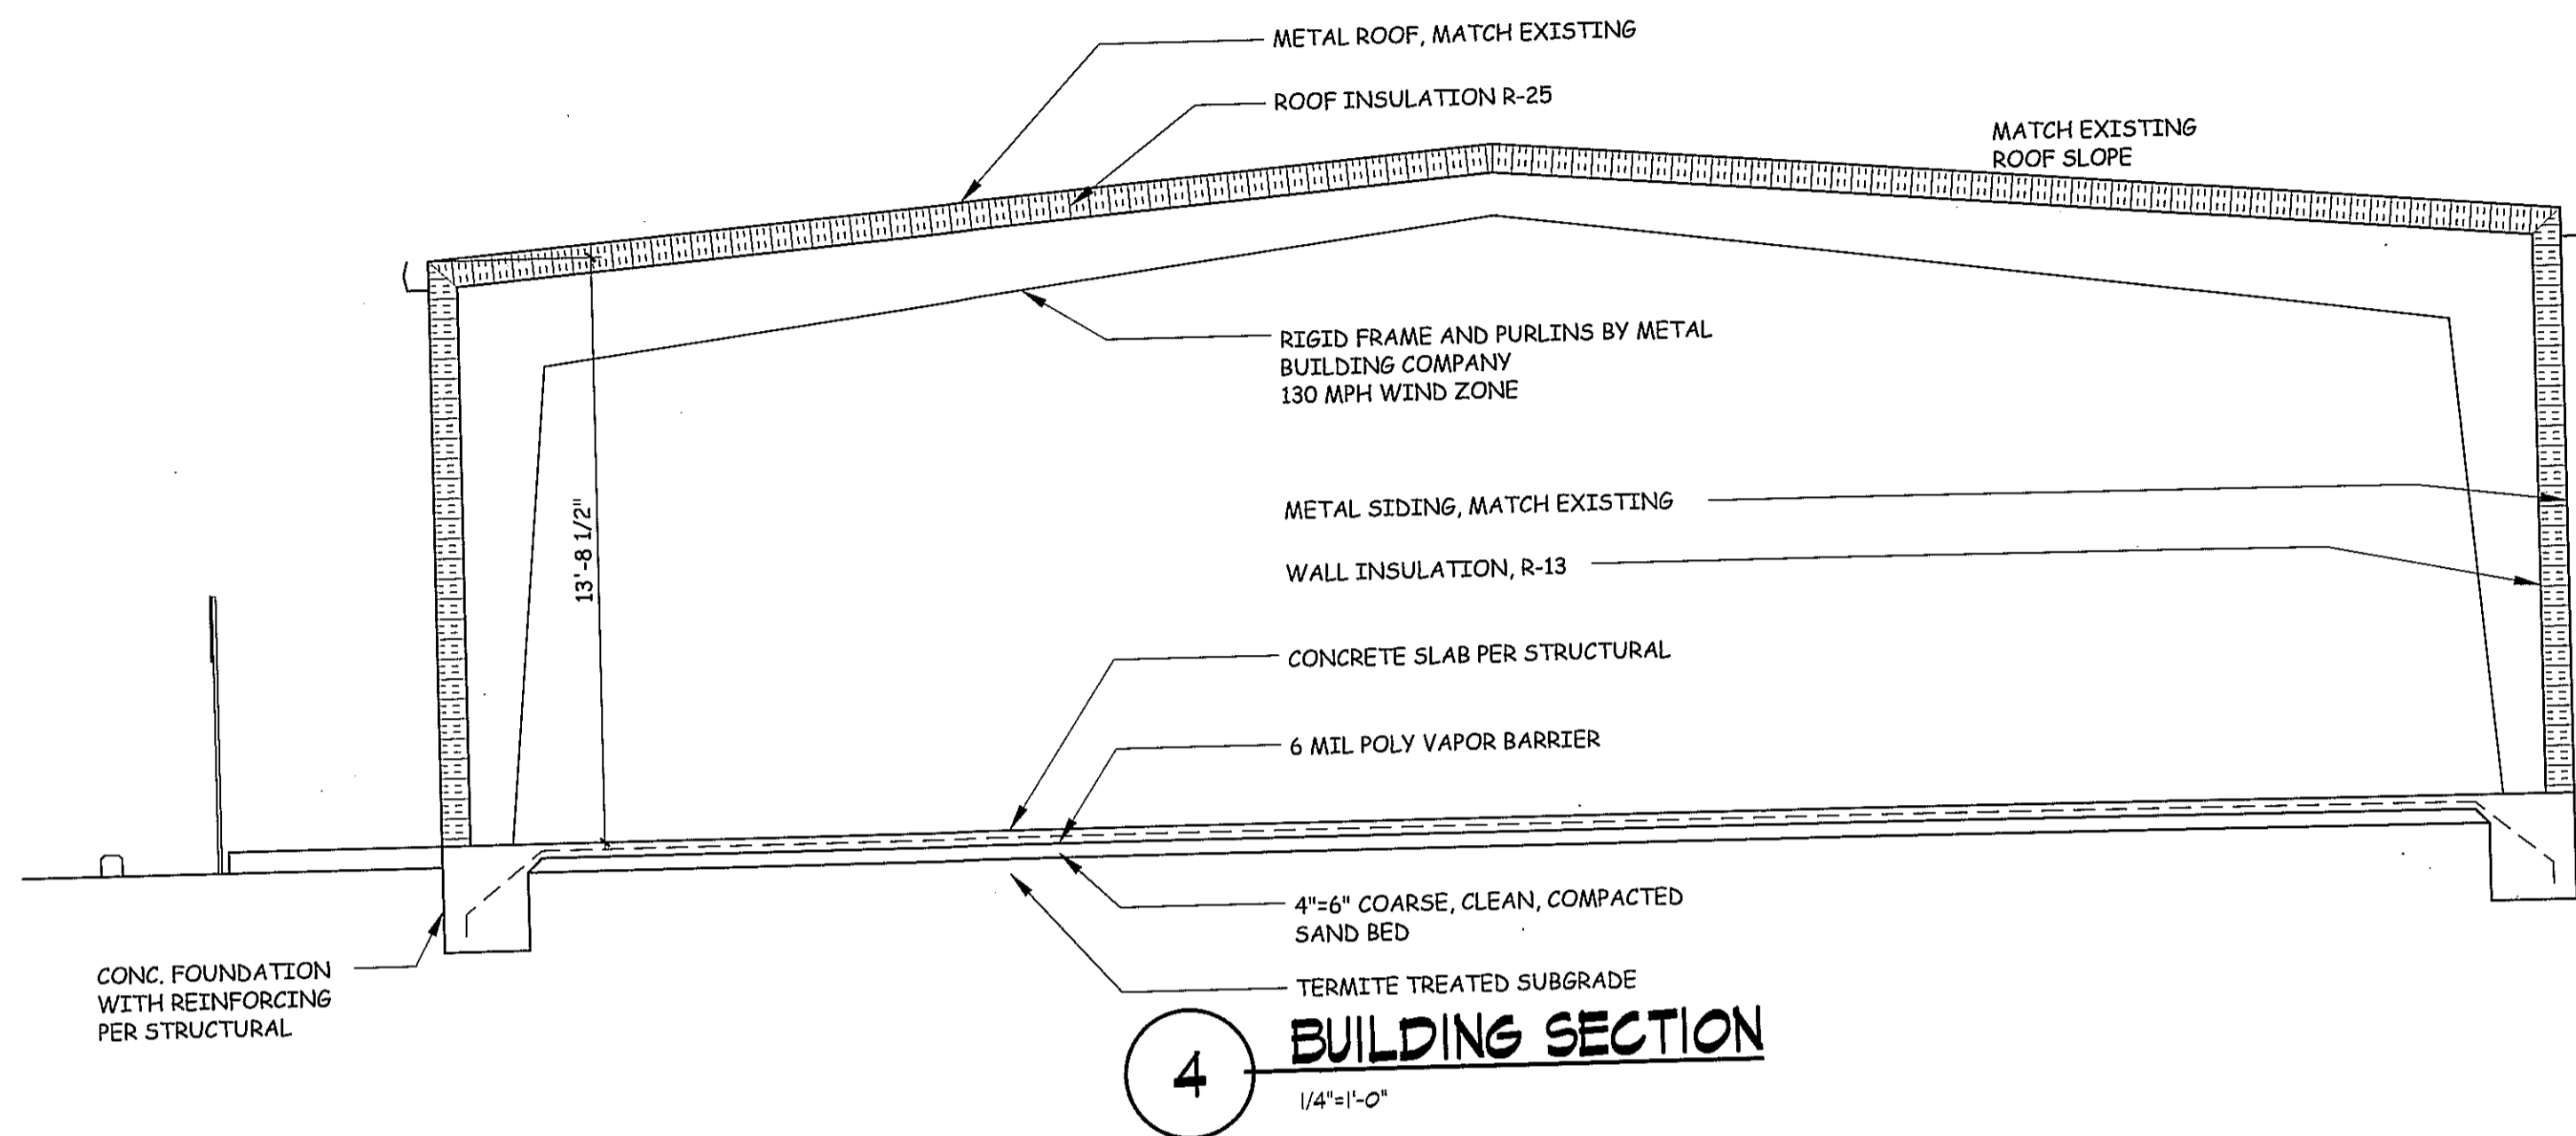 METAL ROOF, MATCH EXISTING
ROOF INSULATION R-25
MATCH EXISTING
ROOF SLOPE
RIGID FRAME AND PURLINS BY METAL
BUILDING COMPANY
130 MPH WIND ZONE
13'-8 1/2"
METAL SIDING, MATCH EXISTING
WALL INSULATION, R-13
CONCRETE SLAB PER STRUCTURAL
6 MIL POLY VAPOR BARRIER
4"=6" COARSE, CLEAN, COMPACTED
SAND BED
TERMITE TREATED SUBGRADE
CONC. FOUNDATION
WITH REINFORCING
PER STRUCTURAL
4
BUILDING SECTION
1/4"=1'-0"